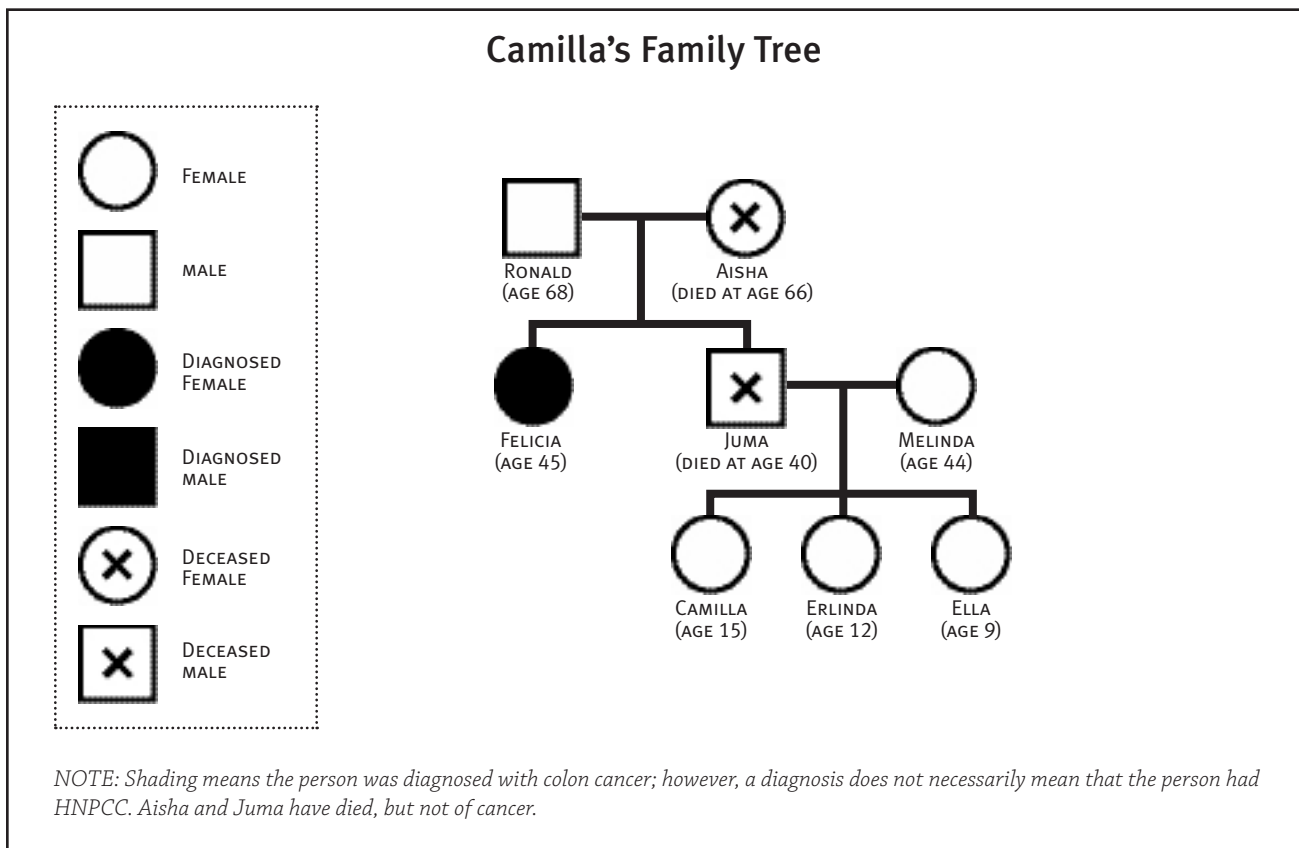 Camilla's Family Tree
Female
male
Diagnosed
Female
Diagnosed
male
Deceased
Female
Deceased
male
Ronald
(age 68)
Aisha
(died at age 66)
Felicia
(age 45)
Juma
(died at age 40)
Melinda
(age 44)
Camilla
(age 15)
Erlinda
(age 12)
Ella
(age 9)
NOTE: Shading means the person was diagnosed with colon cancer; however, a diagnosis does not necessarily mean that the person had
HNPCC. Aisha and Juma have died, but not of cancer.